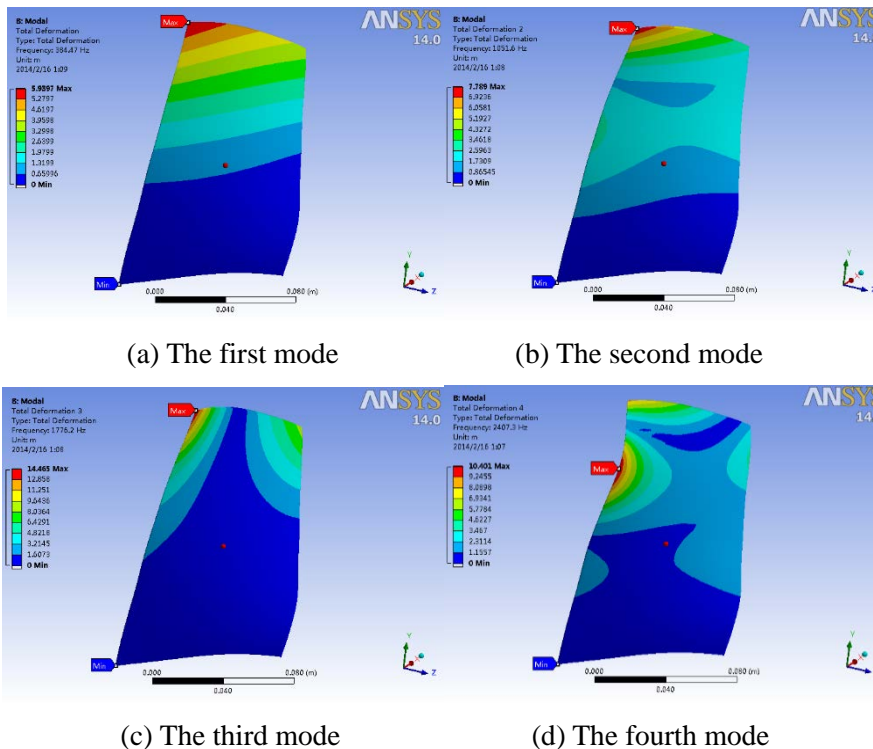 B: Modal
Total Deformation
Type: Total Deformation
Frequency: Hz
Unit: m
2014/2/16 1:09
5.9397 Max
5.2797
4.6197
3.9598
3.2998
2.6399
1.9799
1.3199
0.65996
0 Min
Max
Min
ANSYS
14.0
Y
X
Z
0.000
0.080 (m)
0.040
(a) The first mode
B: Modal
Total Deformation 2
Type: Total Deformation
Frequency: 1051.6 Hz
Unit: m
2014/2/16 1:08
7.789 Max
6.9236
6.0581
5.1927
4.3272
3.4618
2.5963
1.7309
0.86545
0 Min
Max
Min
ANSYS
14.0
Y
X
Z
0.000
0.080 (m)
0.040
(b) The second mode
B: Modal
Total Deformation 3
Type: Total Deformation
Frequency: 1776.2 Hz
Unit: m
2014/2/16 1:08
14.465 Max
12.858
11.251
9.6436
8.0364
6.4291
4.8218
3.2145
1.6073
0 Min
Max
Min
ANSYS
14.0
Y
X
Z
0.000
0.080 (m)
0.040
(c) The third mode
B: Modal
Total Deformation 4
Type: Total Deformation
Frequency: 2407.3 Hz
Unit: m
2014/2/16 1:07
10.401 Max
9.2455
8.0898
6.9341
5.7784
4.6227
3.467
2.3114
1.1557
0 Min
Max
Min
ANSYS
14.0
Y
X
Z
0.000
0.080 (m)
0.040
(d) The fourth mode